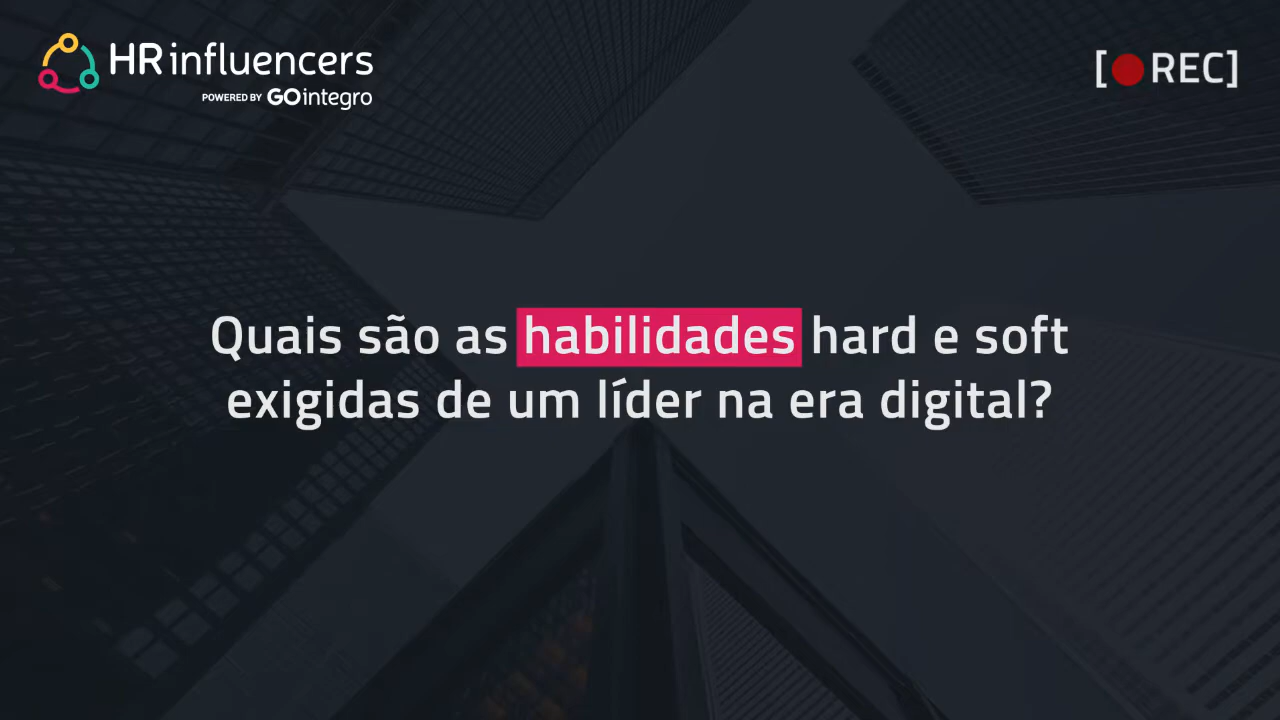 HR influencers
POWERED BY GOintegro
[REC]
Quais são as habilidades hard e soft
exigidas de um líder na era digital?